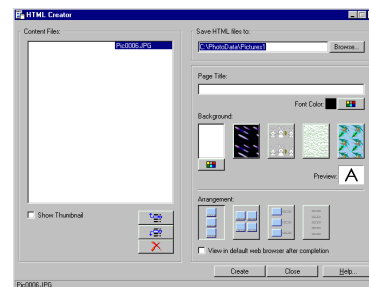 HTML Creator
Content Files:
Pic0006.JPG
Show Thumbnail
Save HTML files to:
C:\PhotoData\Pictures1
Browse...
Page Title:
Font Color:
Background:
Preview:
A
Arrangement:
View in default web browser after completion
Create
Close
Help...
Pic0006.JPG